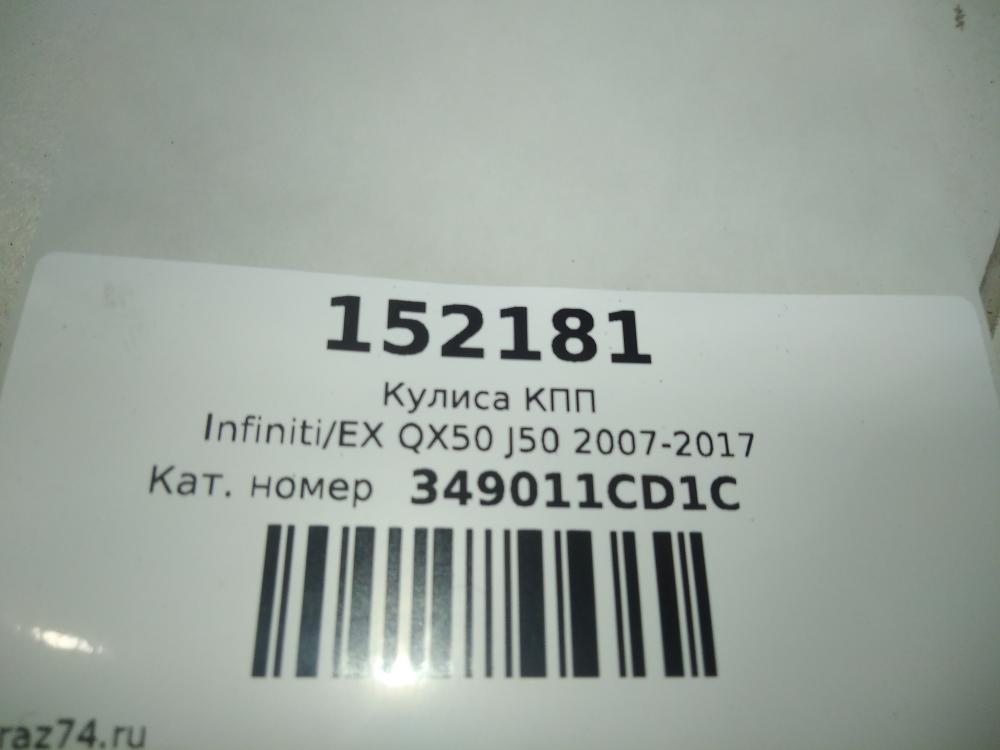 152181
Кулиса КПП
Infiniti/EX QX50 J50 2007-2017
Кат. номер 349011CD1C
raz74.ru